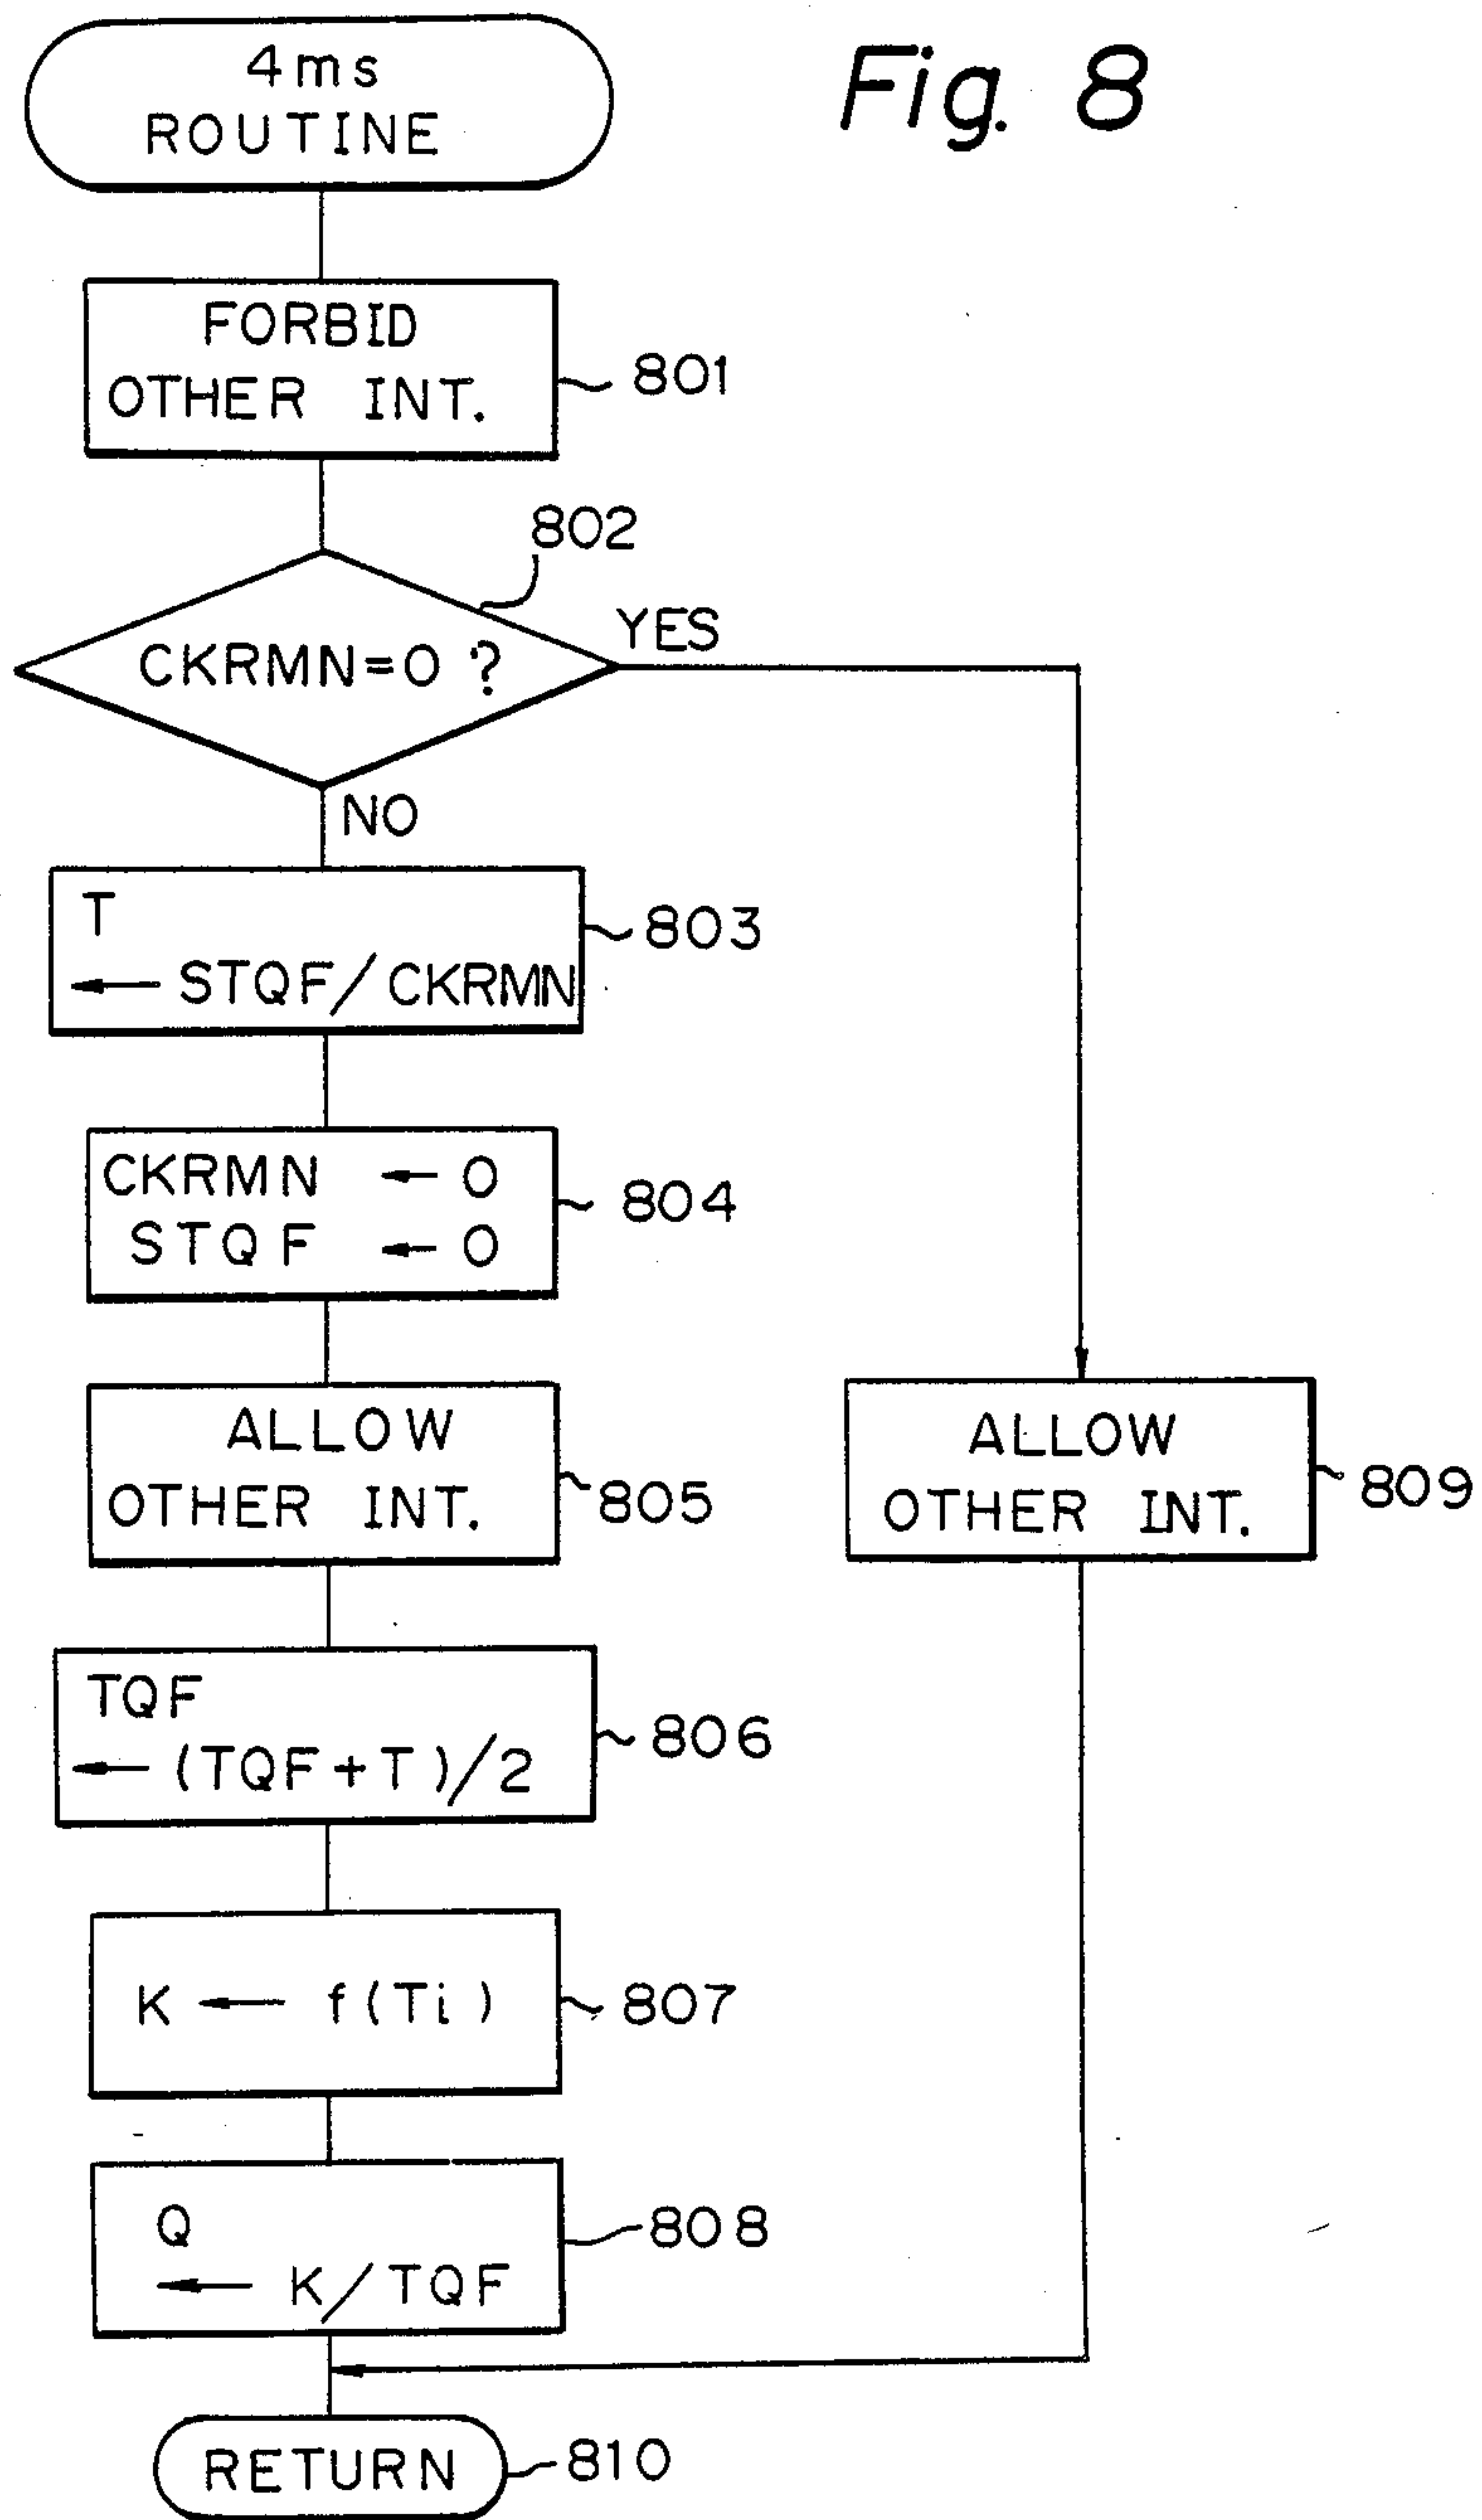 Fig. 8
4ms
ROUTINE
FORBID
OTHER INT.
801
802
CKRMN=0 ?
YES
NO
T
← STQF/CKRMN
803
CKRMN ← 0
STQF ← 0
804
ALLOW
OTHER INT.
805
ALLOW
OTHER INT.
809
TQF
← (TQF+T)/2
806
K ← f(Ti)
807
Q
← K/TQF
808
RETURN
810